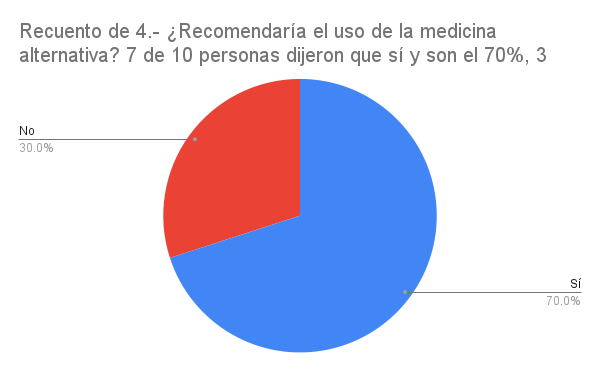 Recuento de 4.- ¿Recomendaría el uso de la medicina
alternativa? 7 de 10 personas dijeron que sí y son el 70%, 3
No
30.0%
Sí
70.0%